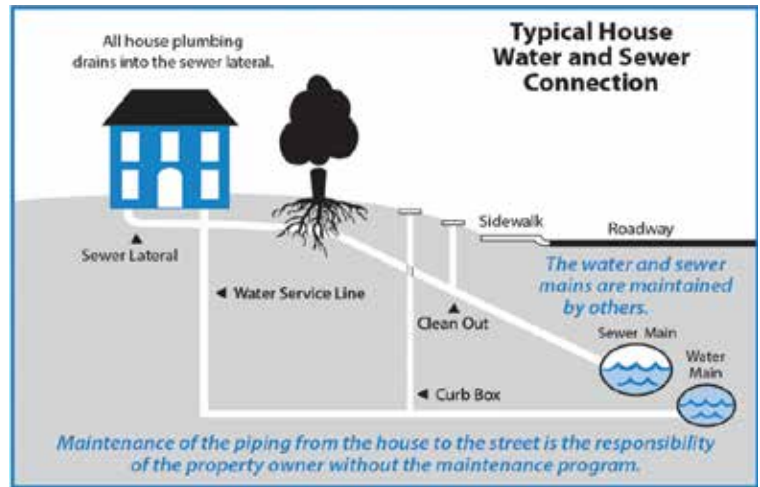 All house plumbing
drains into the sewer lateral.
Typical House
Water and Sewer
Connection
Sidewalk
Roadway
Sewer Lateral
The water and sewer
mains are maintained
by others.
◄ Water Service Line
Clean Out
Sewer Main
Water
Main
◄ Curb Box
Maintenance of the piping from the house to the street is the responsibility
of the property owner without the maintenance program.